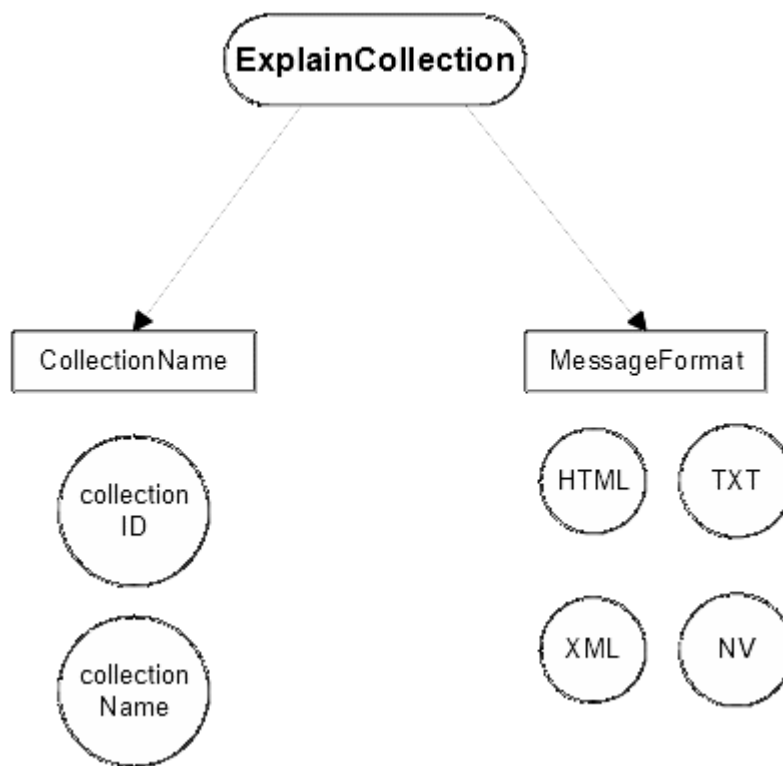 ExplainCollection
CollectionName
MessageFormat
collection
ID
HTML
TXT
collection
Name
XML
NV